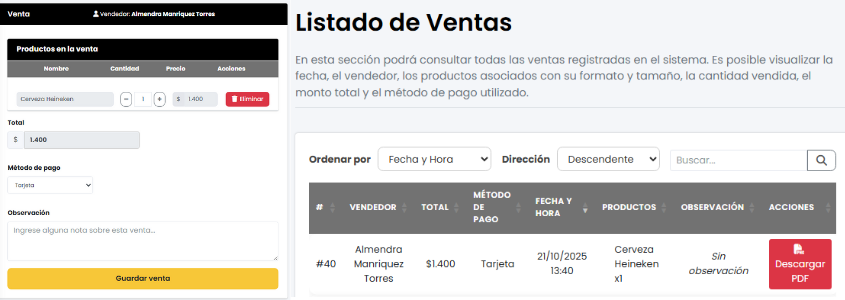 Venta
Vendedor: Almendra Manriquez Torres
Productos en la venta
Nombre Cantidad Precio Acciones
Cerveza Heineken - 1 + $ 1.400 Eliminar
Total
$ 1.400
Método de pago
Tarjeta
Observación
Ingrese alguna nota sobre esta venta...
Guardar venta
Listado de Ventas
En esta sección podrá consultar todas las ventas registradas en el sistema. Es posible visualizar la
fecha, el vendedor, los productos asociados con su formato y tamaño, la cantidad vendida, el
monto total y el método de pago utilizado.
Ordenar por Fecha y Hora Dirección Descendente Buscar...
# VENDEDOR TOTAL MÉTODO DE PAGO FECHA Y HORA PRODUCTOS OBSERVACIÓN ACCIONES
#40 Almendra Manriquez Torres $1.400 Tarjeta 21/10/2025 13:40 Cerveza Heineken x1 Sin observación Descargar PDF